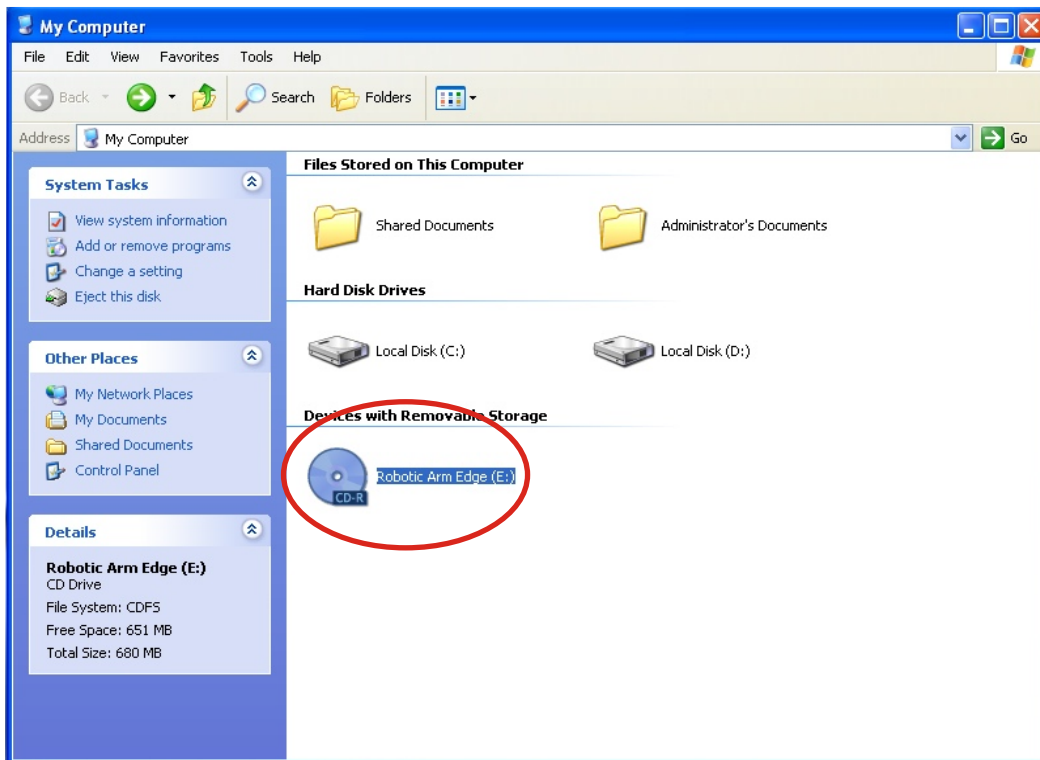 My Computer
File Edit View Favorites Tools Help
Back Search Folders
Address My Computer Go
System Tasks
View system information
Add or remove programs
Change a setting
Eject this disk
Other Places
My Network Places
My Documents
Shared Documents
Control Panel
Details
Robotic Arm Edge (E:)
CD Drive
File System: CDFS
Free Space: 651 MB
Total Size: 680 MB
Files Stored on This Computer
Shared Documents Administrator's Documents
Hard Disk Drives
Local Disk (C:) Local Disk (D:)
Devices with Removable Storage
Robotic Arm Edge (E:)
CD-R